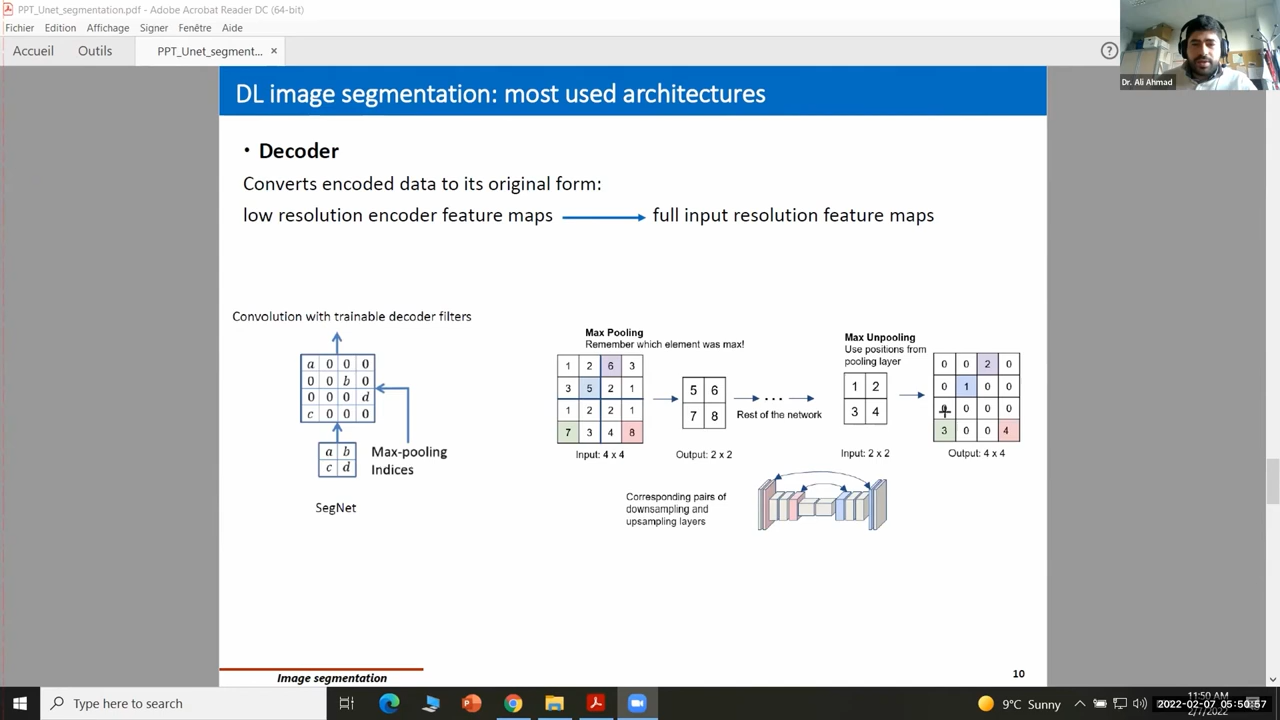 PPT_Unet_segmentation.pdf - Adobe Acrobat Reader DC (64-bit)
Fichier Edition Affichage Signer Fenêtre Aide
Accueil Outils PPT_Unet_segment... ×
?
Dr. Ali Ahmad
DL image segmentation: most used architectures
• Decoder
Converts encoded data to its original form:
low resolution encoder feature maps
full input resolution feature maps
Convolution with trainable decoder filters
a 0 0 0
0 0 b 0
0 0 0 d
c 0 0 0
a b
c d
Max-pooling
Indices
SegNet
Max Pooling
Remember which element was max!
1 2 6 3
3 5 2 1
1 2 2 1
7 3 4 8
Input: 4 x 4
5 6
7 8
Output: 2 x 2
...
Rest of the network
Max Unpooling
Use positions from
pooling layer
1 2
3 4
Input: 2 x 2
0 0 2 0
0 1 0 0
0 0 0
3 0 0 4
Output: 4 x 4
Corresponding pairs of
downsampling and
upsampling layers
Image segmentation
10
Type here to search
9°C Sunny
11:50 AM
2022-02-07 05:50:57